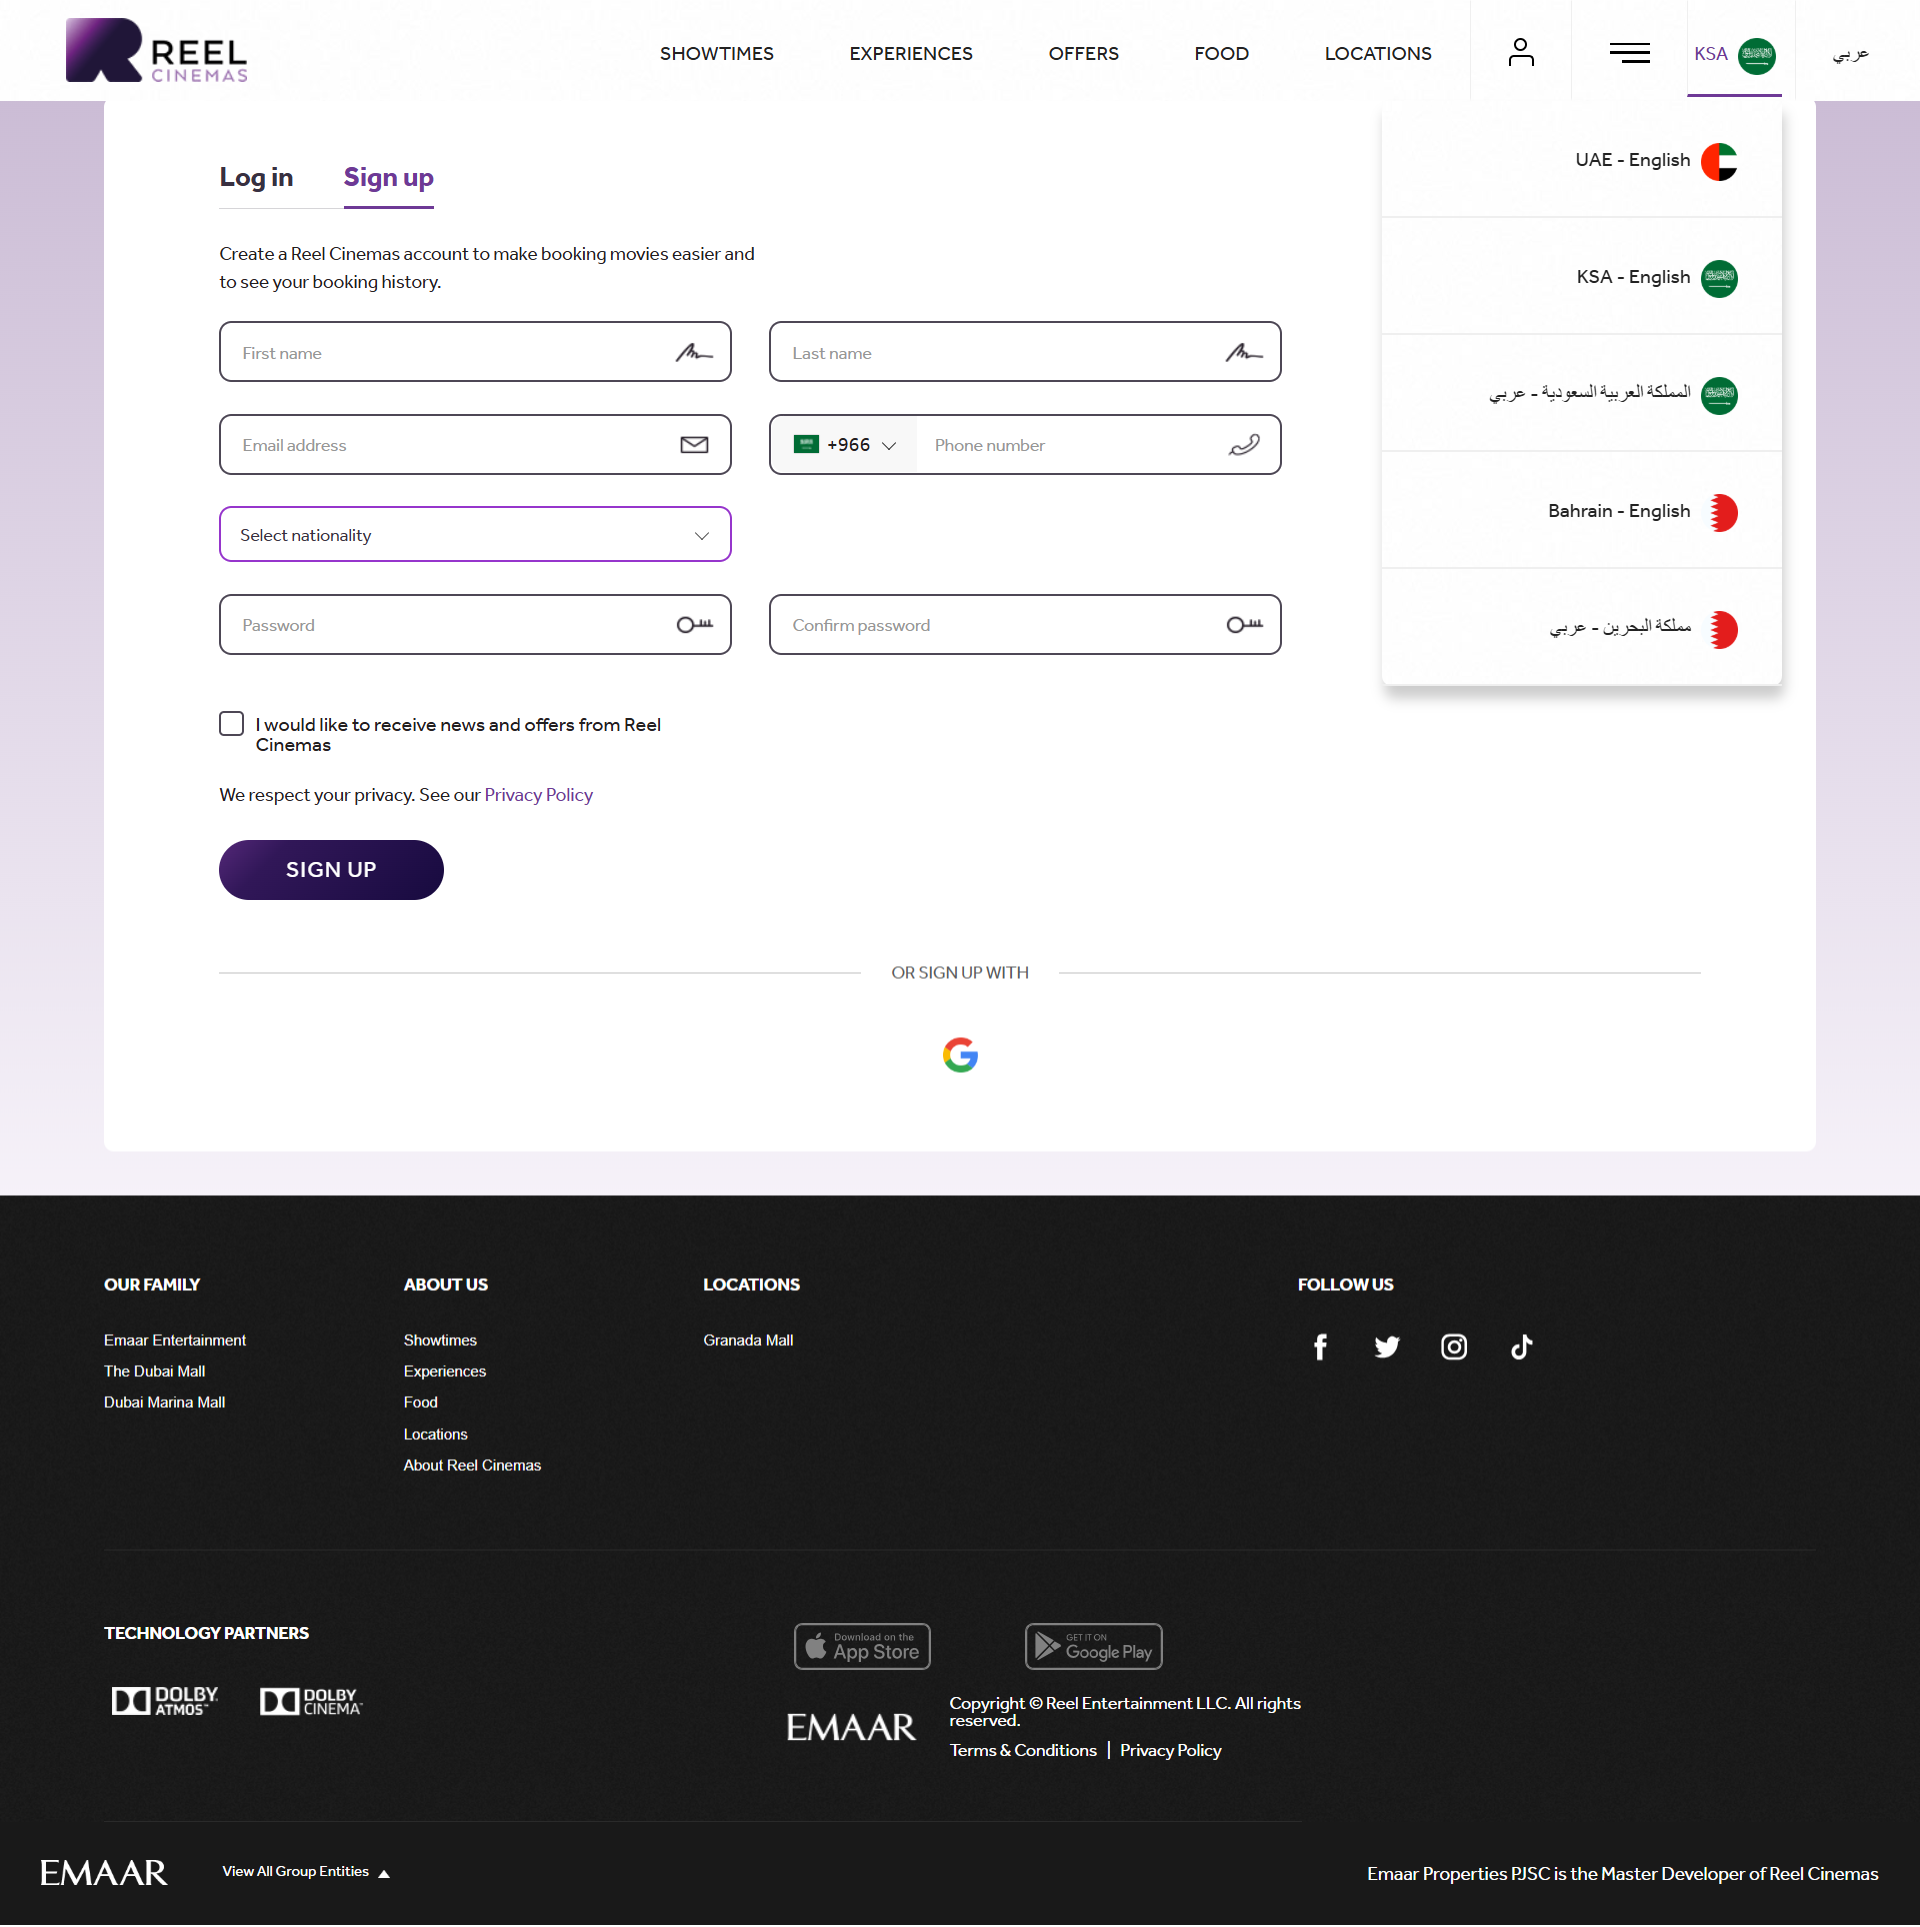 REEL
CINEMAS
SHOWTIMES
EXPERIENCES
OFFERS
FOOD
LOCATIONS
KSA
عربي
UAE - English
KSA - English
المملكة العربية السعودية - عربي
Bahrain - English
مملكة البحرين - عربي
Log in
Sign up
Create a Reel Cinemas account to make booking movies easier and
to see your booking history.
First name
Last name
Email address
+966
Phone number
Select nationality
Password
Confirm password
I would like to receive news and offers from Reel
Cinemas
We respect your privacy. See our Privacy Policy
SIGN UP
OR SIGN UP WITH
OUR FAMILY
Emaar Entertainment
The Dubai Mall
Dubai Marina Mall
ABOUT US
Showtimes
Experiences
Food
Locations
About Reel Cinemas
LOCATIONS
Granada Mall
FOLLOW US
TECHNOLOGY PARTNERS
DOLBY
ATMOS™
DOLBY
CINEMA™
Download on the
App Store
GET IT ON
Google Play
EMAAR
Copyright © Reel Entertainment LLC. All rights
reserved.
Terms & Conditions | Privacy Policy
EMAAR
View All Group Entities
Emaar Properties PJSC is the Master Developer of Reel Cinemas